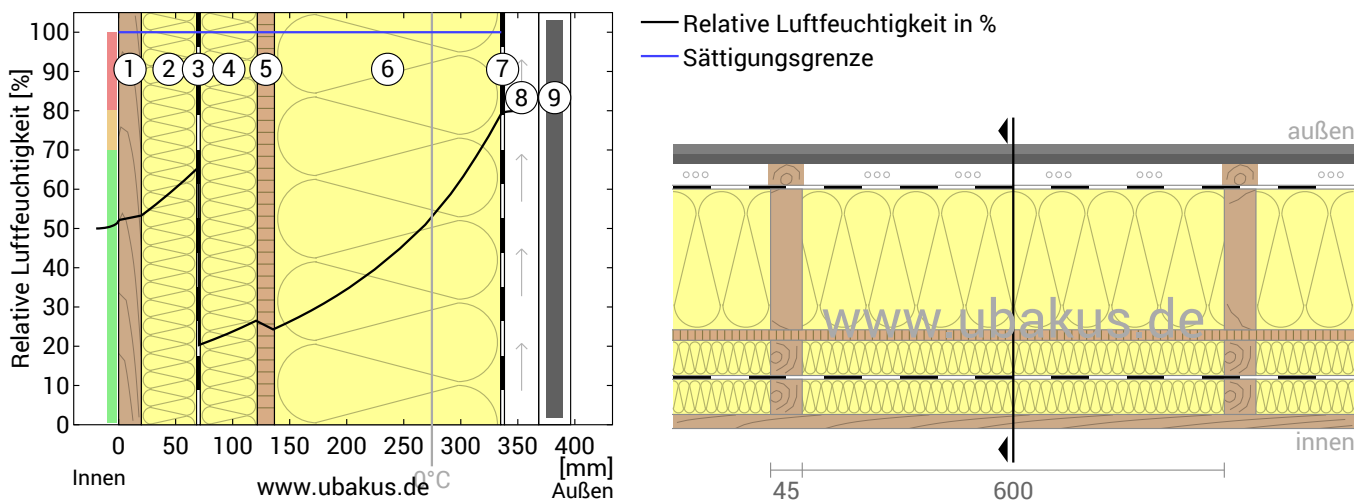 Relative Luftfeuchtigkeit in %
Sättigungsgrenze
Relative Luftfeuchtigkeit [%]
100
90
80
70
60
50
40
30
20
10
0
1 2 3 4 5 6 7 8 9
0 50 100 150 200 250 300 350 400
[mm]
Innen
0°C
Außen
www.ubakus.de
außen
www.ubakus.de
innen
45 600